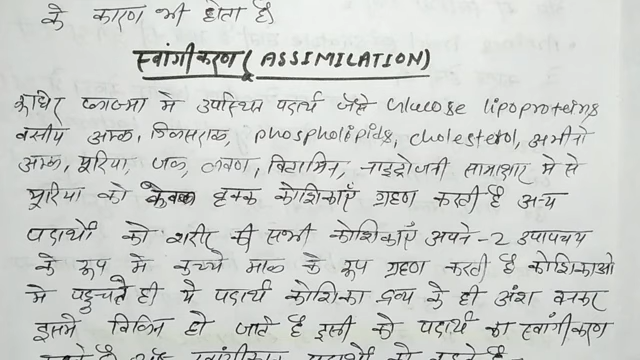 के कारण भी होता है।
स्वांगीकरण (ASSIMILATION)
रूधिर प्लाज्मा मे उपस्थित पदार्थ जैसे Glucose lipoproteins
वसीय अम्ल, phospholipids, cholesterol, अमीनो
अम्ल, यूरिया, जल, लवण, विटामिन, नाइट्रोजनी मे से
यूरिया को केवल वृक्क कोशिकाएँ ग्रहण करती है अन्य
पदार्थो को शरीर की सभी कोशिकाएँ अपने-2 उपापचय
के रूप मे कच्चे माल के रूप ग्रहण करती है कोशिकाओ
मे पहुचते ही ये पदार्थ कोशिका द्रव्य के ही अंश बनकर
इसमे विलिन हो जाते है इसी को पदार्थ का स्वांगीकरण